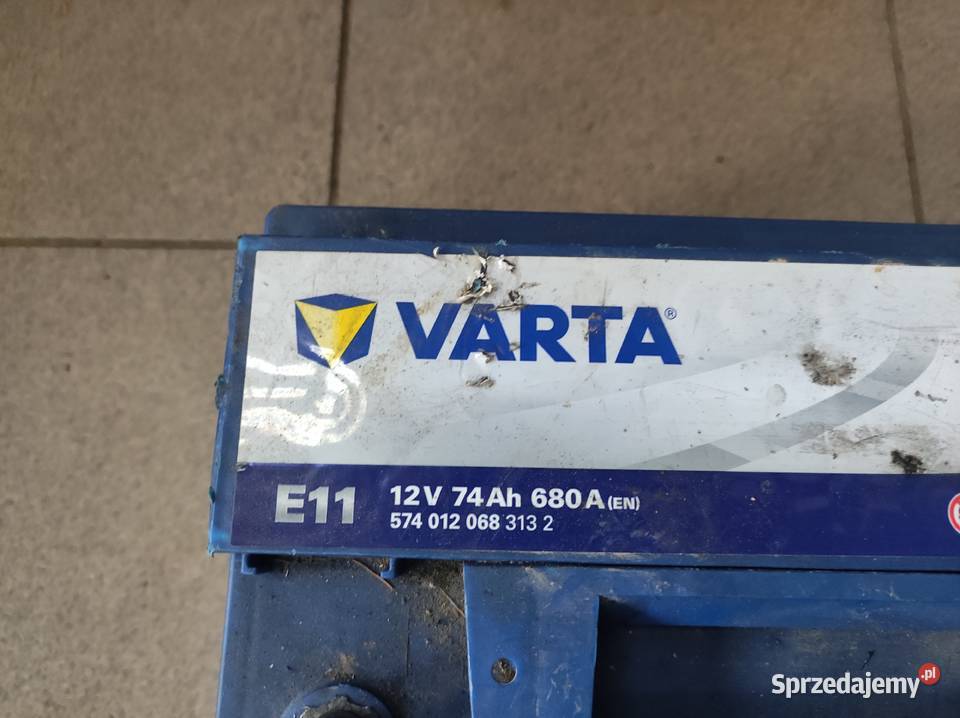 VARTA®
E11 12V 74Ah 680A (EN)
574 012 068 313 2
Sprzedajemy.pl